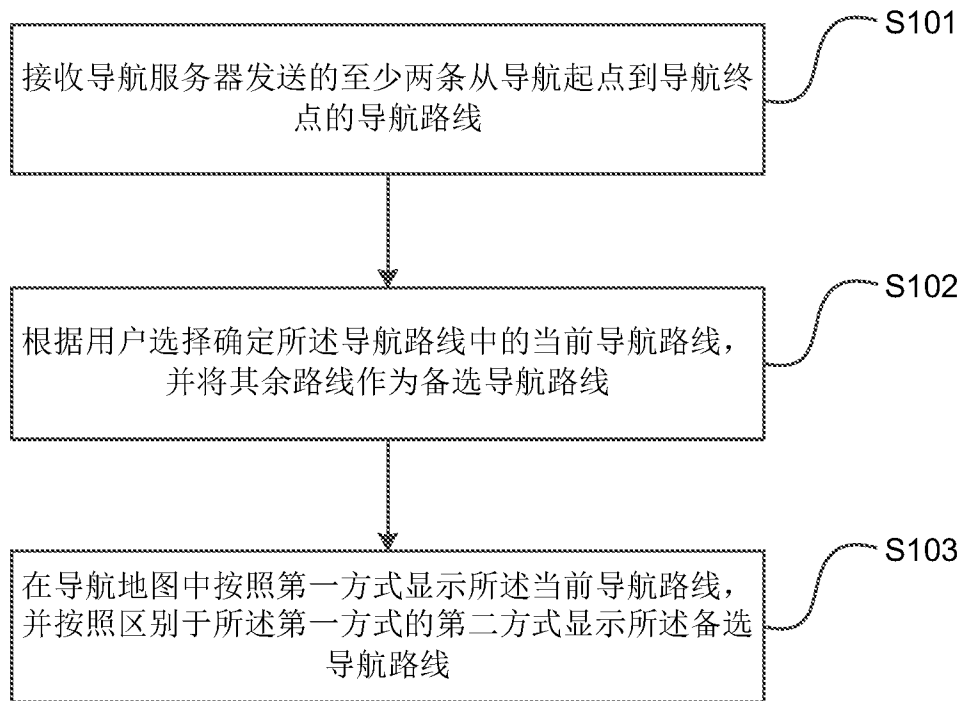 S101
接收导航服务器发送的至少两条从导航起点到导航终
点的导航路线
S102
根据用户选择确定所述导航路线中的当前导航路线，
并将其余路线作为备选导航路线
S103
在导航地图中按照第一方式显示所述当前导航路线，
并按照区别于所述第一方式的第二方式显示所述备选
导航路线